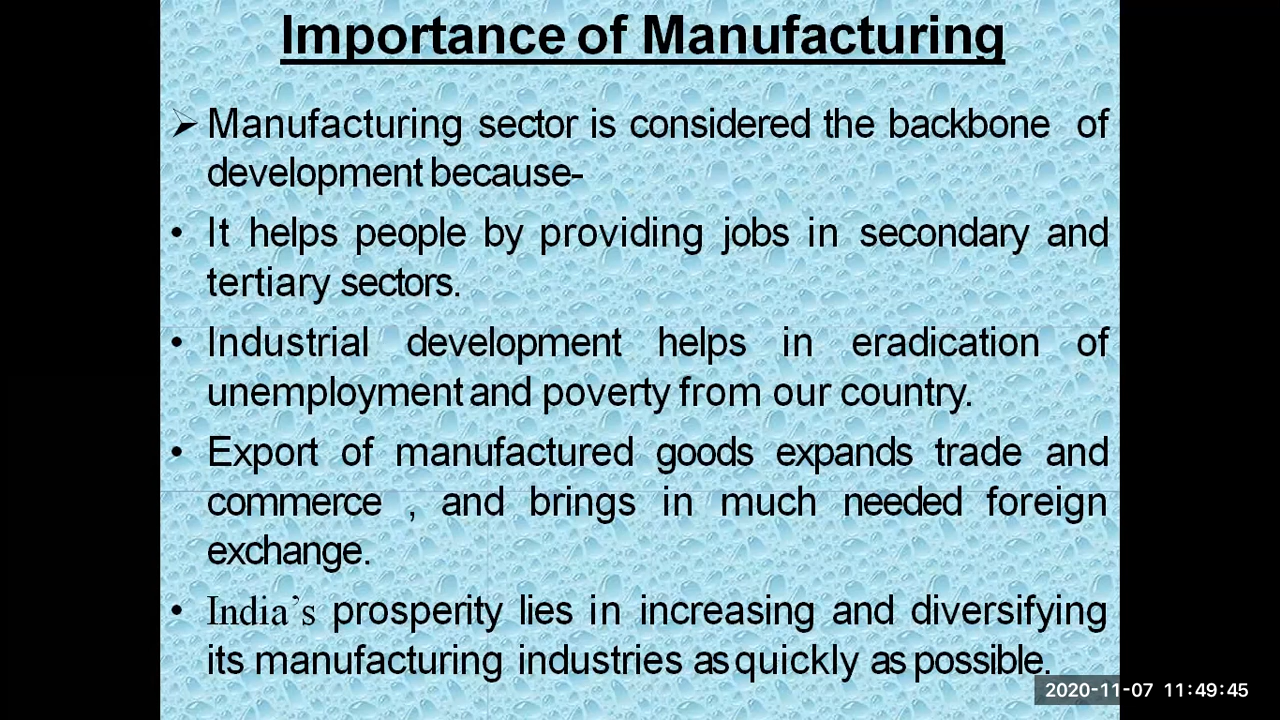 Importance of Manufacturing
➢ Manufacturing sector is considered the backbone of
development because-
• It helps people by providing jobs in secondary and
tertiary sectors.
• Industrial development helps in eradication of
unemployment and poverty from our country.
• Export of manufactured goods expands trade and
commerce , and brings in much needed foreign
exchange.
• India’s prosperity lies in increasing and diversifying
its manufacturing industries as quickly as possible.
2020-11-07 11:49:45